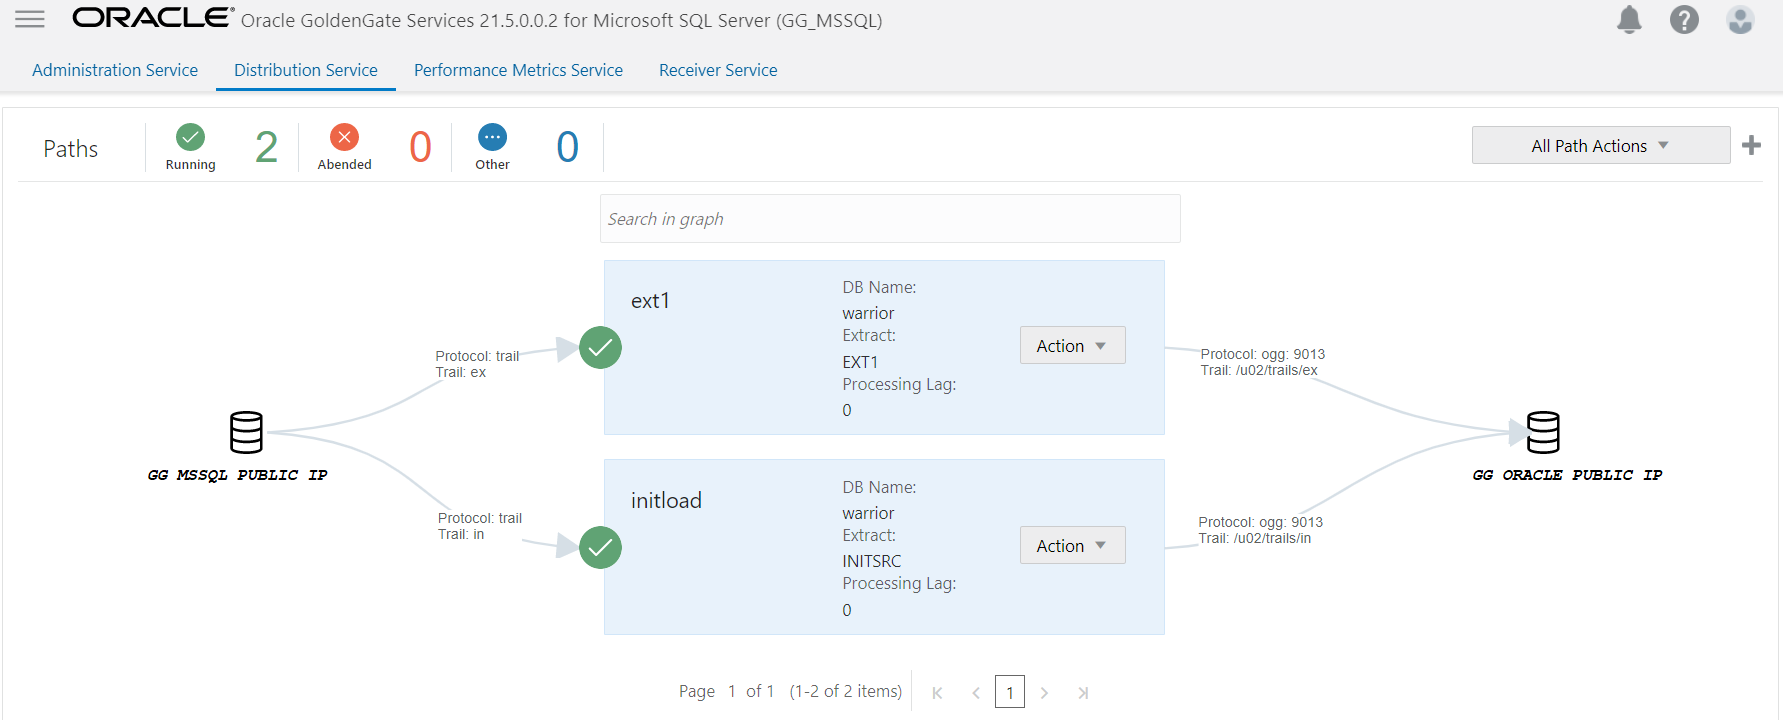 ORACLE® Oracle GoldenGate Services 21.5.0.0.2 for Microsoft SQL Server (GG_MSSQL)
Administration Service Distribution Service Performance Metrics Service Receiver Service
Paths Running 2 Abended 0 Other 0 All Path Actions
Search in graph
ext1
DB Name:
warrior
Extract:
EXT1
Processing Lag:
0
Action
Protocol: trail
Trail: ex
Protocol: ogg: 9013
Trail: /u02/trails/ex
GG MSSQL PUBLIC IP
GG ORACLE PUBLIC IP
initload
DB Name:
warrior
Extract:
INITSRC
Processing Lag:
0
Action
Protocol: trail
Trail: in
Protocol: ogg: 9013
Trail: /u02/trails/in
Page 1 of 1 (1-2 of 2 items) 1